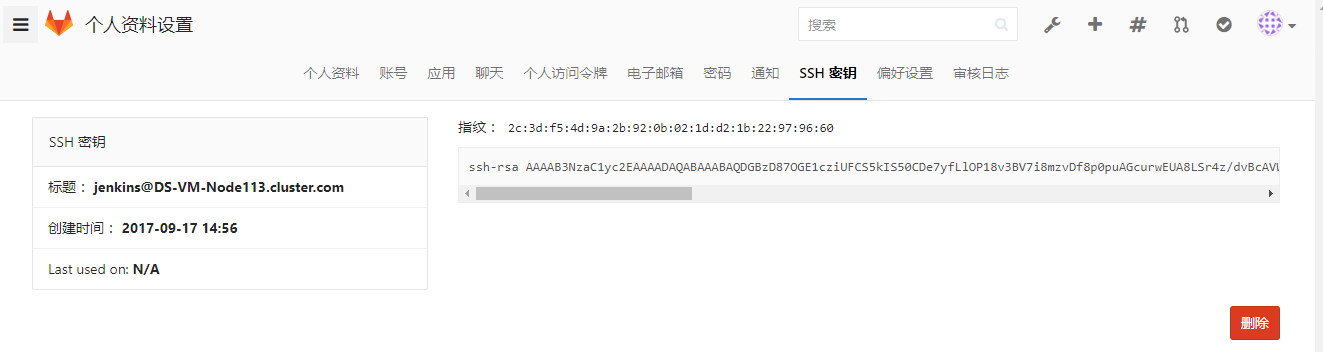 个人资料设置
搜索
个人资料 账号 应用 聊天 个人访问令牌 电子邮箱 密码 通知 SSH 密钥 偏好设置 审核日志
SSH 密钥
标题： jenkins@DS-VM-Node113.cluster.com
创建时间： 2017-09-17 14:56
Last used on: N/A
指纹： 2c:3d:f5:4d:9a:2b:92:0b:02:1d:d2:1b:22:97:96:60
ssh-rsa AAAAB3NzaC1yc2EAAAADAQABAAABAQDGBzD87OGE1cziUFCS5kIS50CDe7yfLlOP18v3BV7i8mzvDf8p0puAGcurwEUA8LSr4z/dvBcAVW
删除